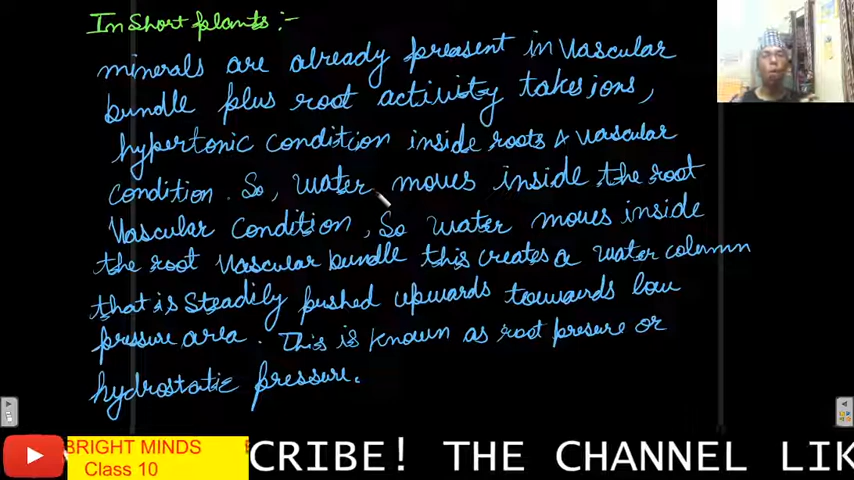 In Short plants :-
minerals are already preasent in Vascular
bundle plus root activity takes ions,
hypertonic condition inside roots & vascular
condition. So, water moves inside the root
Vascular condition, So water moves inside
the root vascular bundle this creates a water column
that is Steadily pushed upwards towards low
pressure area. This is known as root presure or
hydrostatic pressure.
BRIGHT MINDS
Class 10
CRIBE! THE CHANNEL LIK